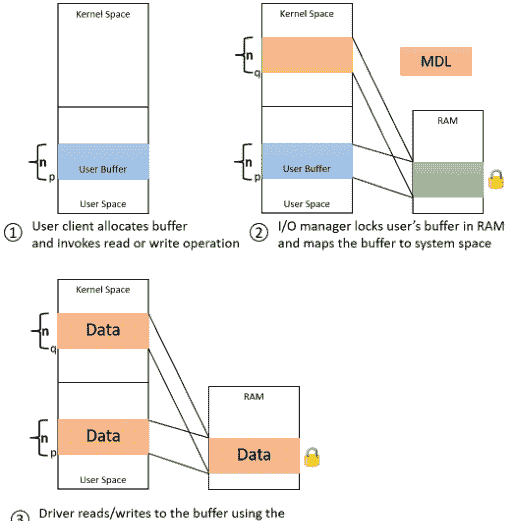 Kernel Space
n
p
User Buffer
User Space
① User client allocates buffer
and invokes read or write operation
Kernel Space
n
q
MDL
RAM
n
p
User Buffer
User Space
② I/O manager locks user's buffer in RAM
and maps the buffer to system space
Kernel Space
n
q
Data
RAM
n
p
Data
Data
User Space
③ Driver reads/writes to the buffer using the